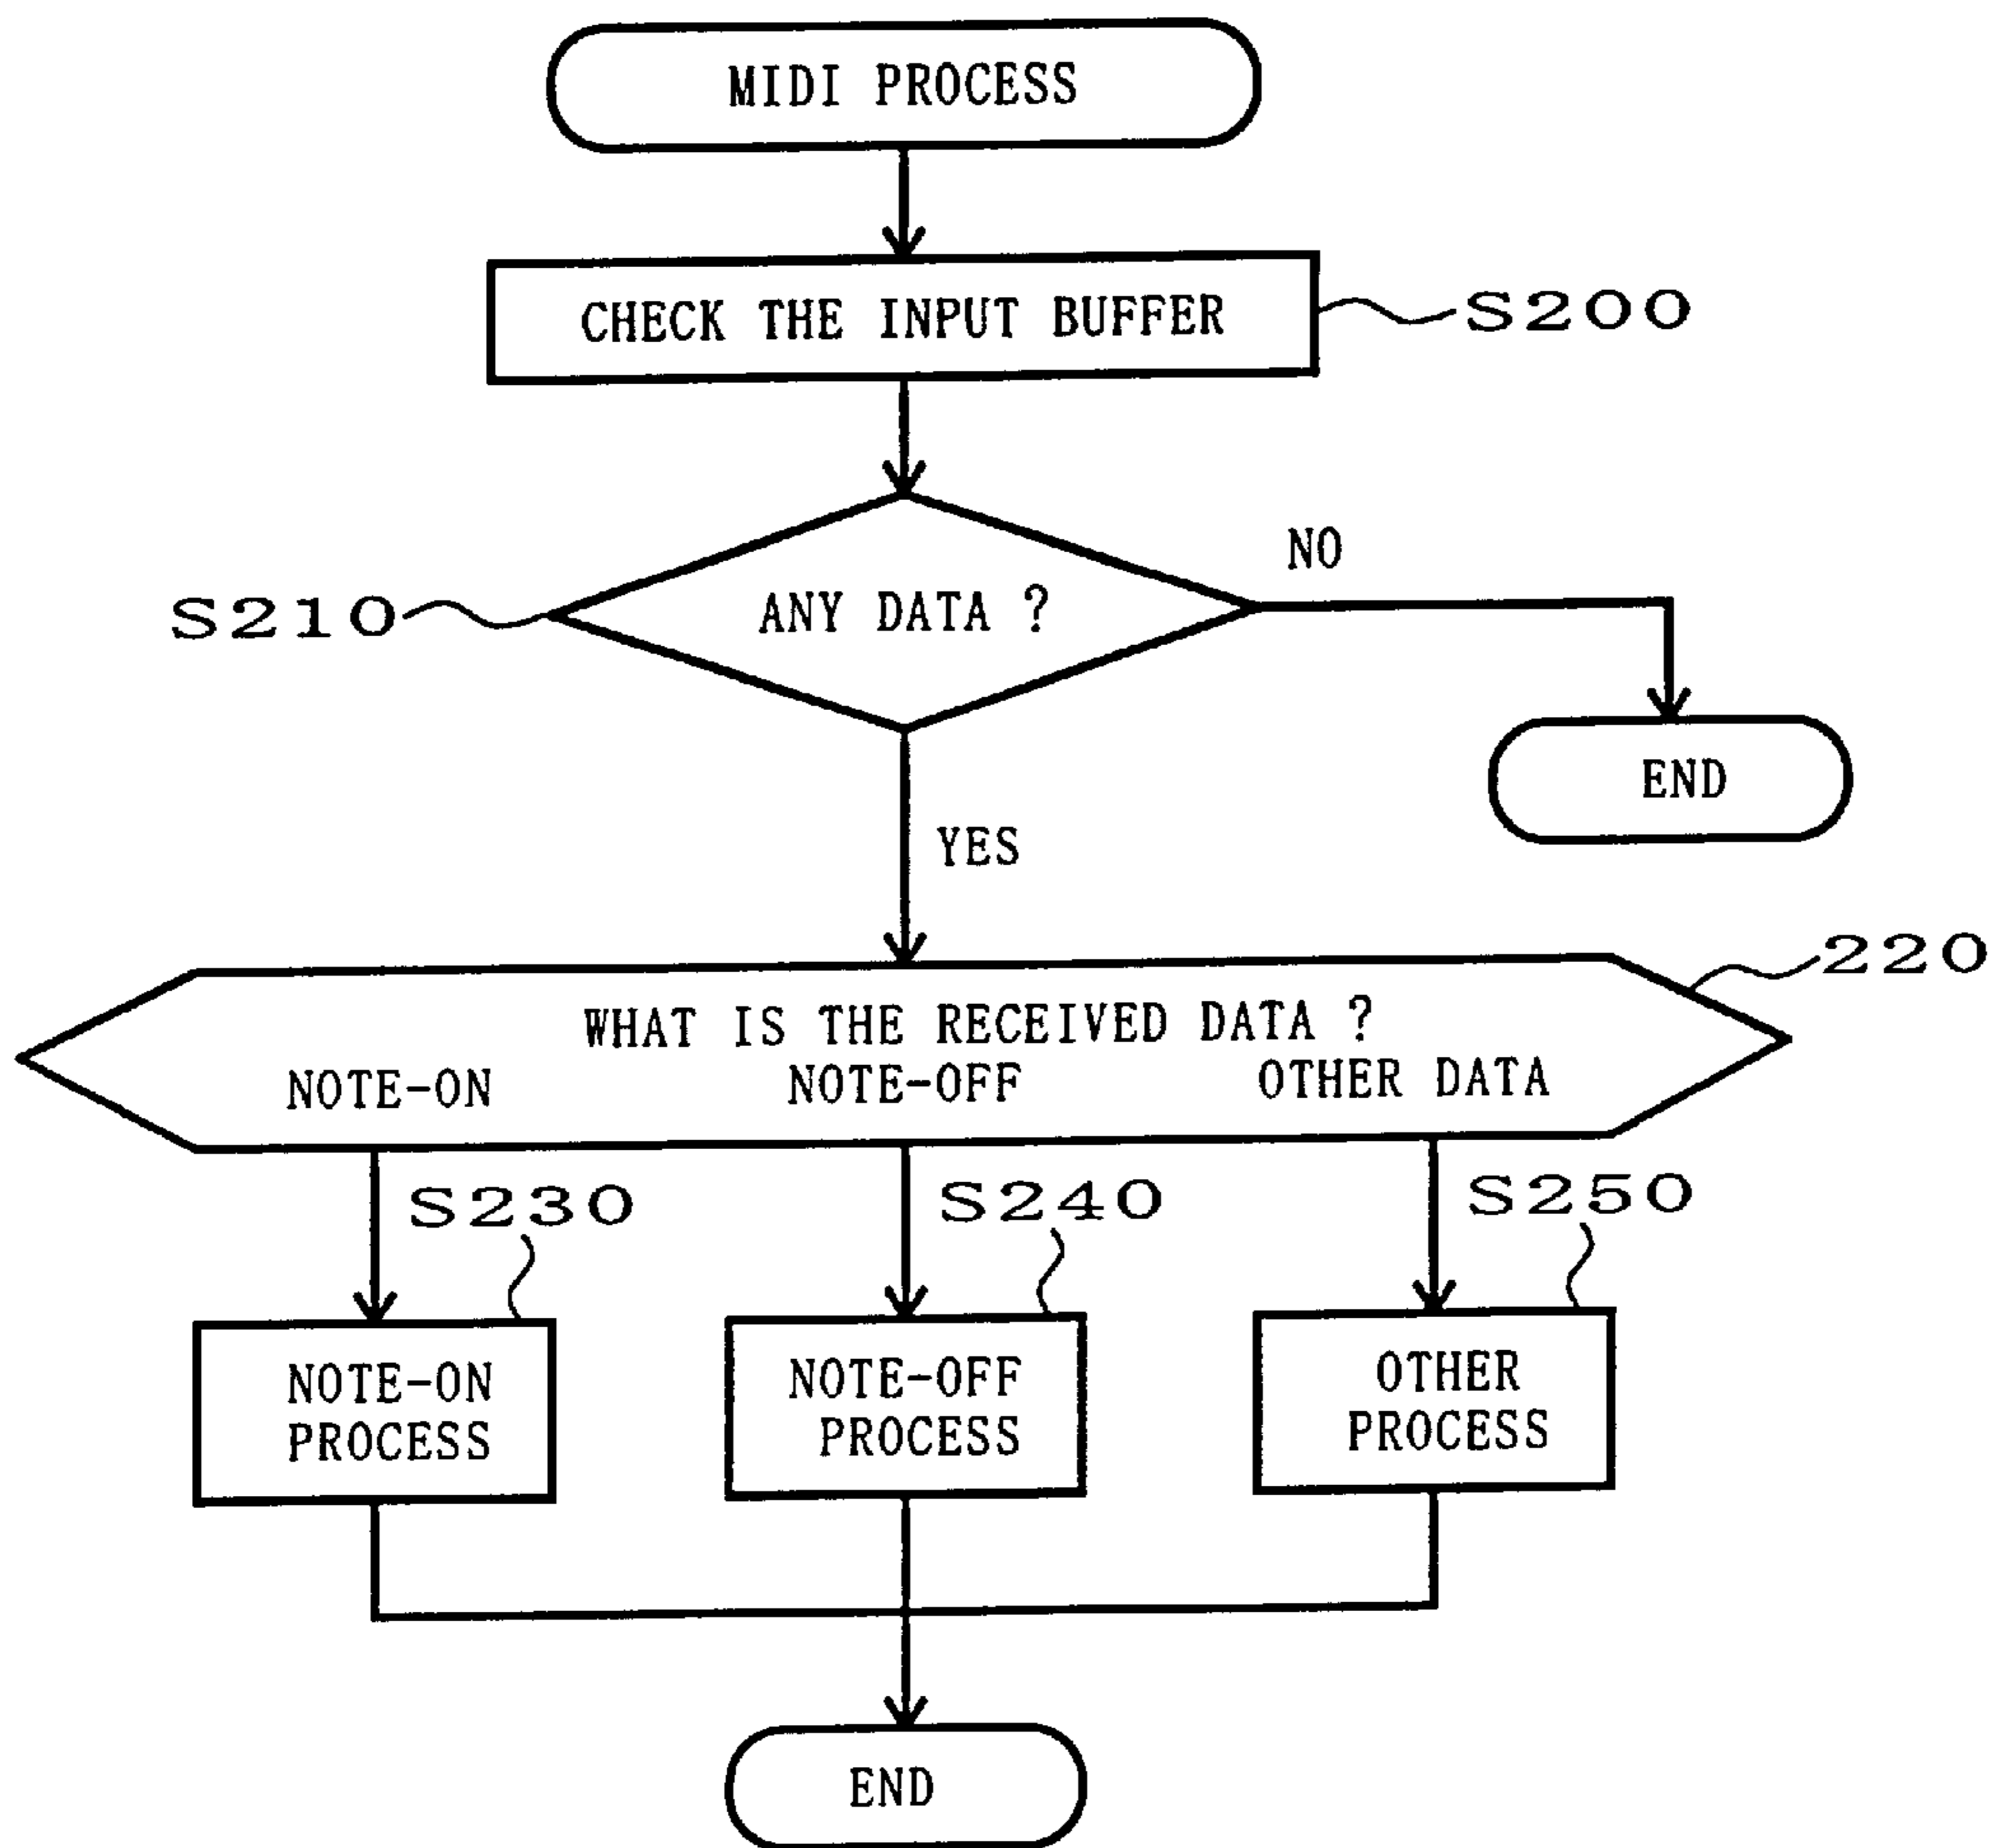 MIDI PROCESS
CHECK THE INPUT BUFFER
S200
NO
S210
ANY DATA ?
END
YES
220
WHAT IS THE RECEIVED DATA ?
NOTE-ON
NOTE-OFF
OTHER DATA
S230
S240
S250
NOTE-ON
PROCESS
NOTE-OFF
PROCESS
OTHER
PROCESS
END